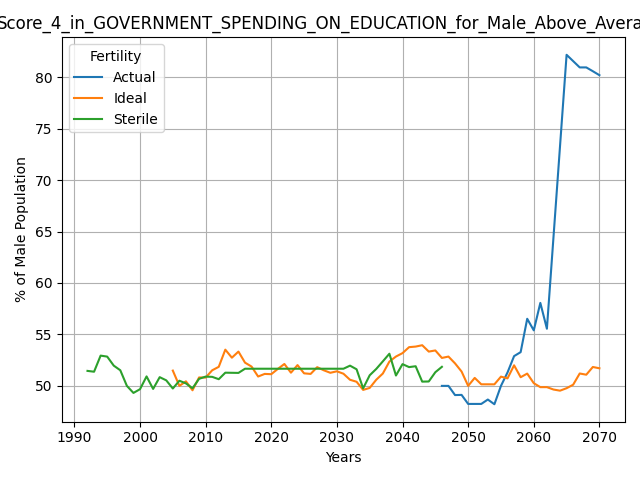 Score_4_in_GOVERNMENT_SPENDING_ON_EDUCATION_for_Male_Above_Avera
Fertility
Actual
Ideal
Sterile
% of Male Population
80
75
70
65
60
55
50
1990 2000 2010 2020 2030 2040 2050 2060 2070
Years